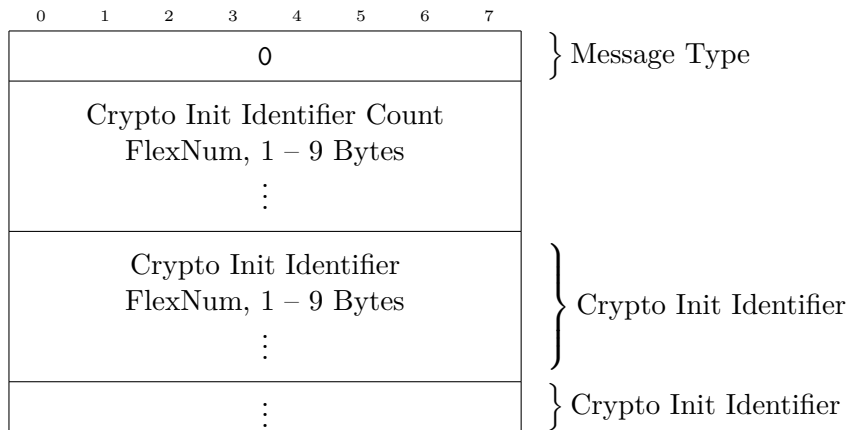 0 1 2 3 4 5 6 7
0
Message Type
Crypto Init Identifier Count
FlexNum, 1 – 9 Bytes
⋮
Crypto Init Identifier
FlexNum, 1 – 9 Bytes
⋮
Crypto Init Identifier
⋮
Crypto Init Identifier